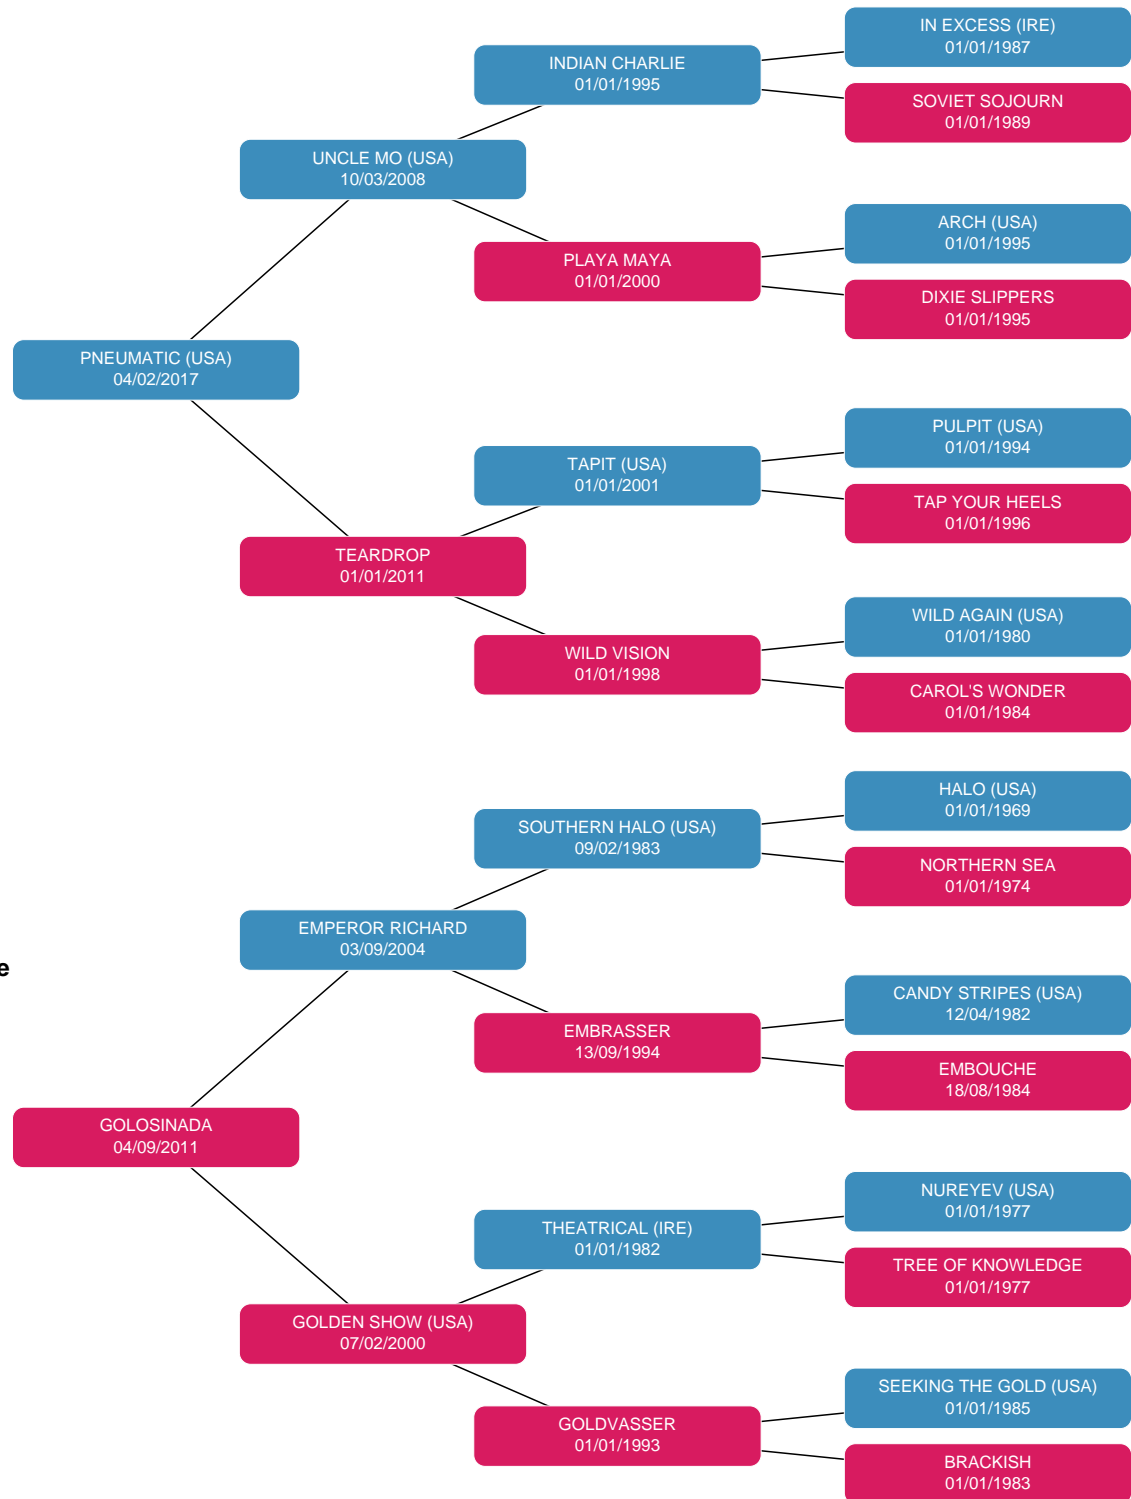 IN EXCESS (IRE)
01/01/1987
INDIAN CHARLIE
01/01/1995
SOVIET SOJOURN
01/01/1989
UNCLE MO (USA)
10/03/2008
ARCH (USA)
01/01/1995
PLAYA MAYA
01/01/2000
DIXIE SLIPPERS
01/01/1995
PNEUMATIC (USA)
04/02/2017
PULPIT (USA)
01/01/1994
TAPIT (USA)
01/01/2001
TAP YOUR HEELS
01/01/1996
TEARDROP
01/01/2011
WILD AGAIN (USA)
01/01/1980
WILD VISION
01/01/1998
CAROL'S WONDER
01/01/1984
HALO (USA)
01/01/1969
SOUTHERN HALO (USA)
09/02/1983
NORTHERN SEA
01/01/1974
EMPEROR RICHARD
03/09/2004
e
CANDY STRIPES (USA)
12/04/1982
EMBRASSER
13/09/1994
EMBOUCHE
18/08/1984
GOLOSINADA
04/09/2011
NUREYEV (USA)
01/01/1977
THEATRICAL (IRE)
01/01/1982
TREE OF KNOWLEDGE
01/01/1977
GOLDEN SHOW (USA)
07/02/2000
SEEKING THE GOLD (USA)
01/01/1985
GOLDVASSER
01/01/1993
BRACKISH
01/01/1983